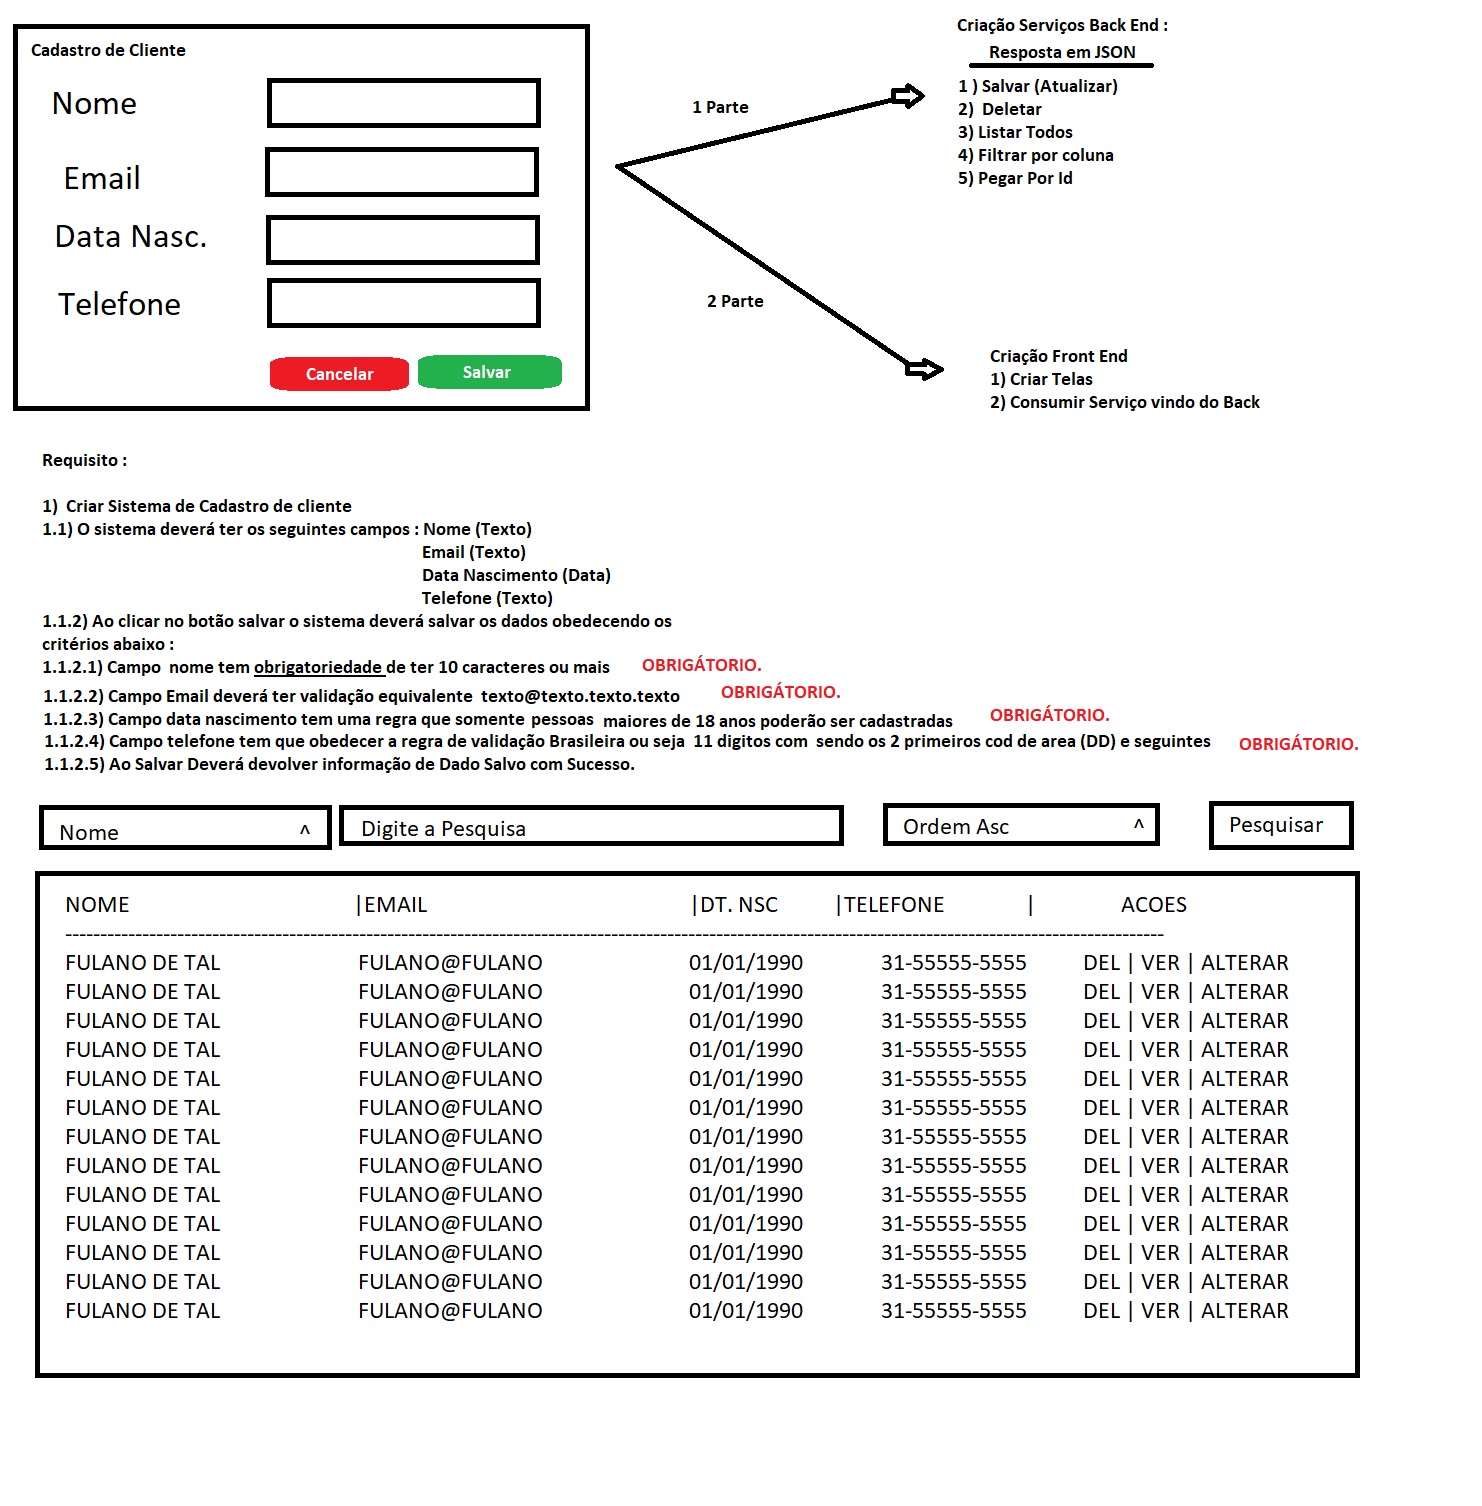 Cadastro de Cliente
Nome
Email
Data Nasc.
Telefone
Cancelar
Salvar
1 Parte
2 Parte
Criação Serviços Back End :
Resposta em JSON
1 ) Salvar (Atualizar)
2) Deletar
3) Listar Todos
4) Filtrar por coluna
5) Pegar Por Id
Criação Front End
1) Criar Telas
2) Consumir Serviço vindo do Back
Requisito :
1) Criar Sistema de Cadastro de cliente
1.1) O sistema deverá ter os seguintes campos : Nome (Texto)
Email (Texto)
Data Nascimento (Data)
Telefone (Texto)
1.1.2) Ao clicar no botão salvar o sistema deverá salvar os dados obedecendo os
critérios abaixo :
1.1.2.1) Campo nome tem obrigatoriedade de ter 10 caracteres ou mais OBRIGÁTORIO.
1.1.2.2) Campo Email deverá ter validação equivalente texto@texto.texto.texto OBRIGÁTORIO.
1.1.2.3) Campo data nascimento tem uma regra que somente pessoas maiores de 18 anos poderão ser cadastradas OBRIGÁTORIO.
1.1.2.4) Campo telefone tem que obedecer a regra de validação Brasileira ou seja 11 digitos com sendo os 2 primeiros cod de area (DD) e seguintes OBRIGÁTORIO.
1.1.2.5) Ao Salvar Deverá devolver informação de Dado Salvo com Sucesso.
Nome ^ Digite a Pesquisa Ordem Asc ^ Pesquisar
NOME |EMAIL |DT. NSC |TELEFONE | ACOES
FULANO DE TAL FULANO@FULANO 01/01/1990 31-55555-5555 DEL | VER | ALTERAR
FULANO DE TAL FULANO@FULANO 01/01/1990 31-55555-5555 DEL | VER | ALTERAR
FULANO DE TAL FULANO@FULANO 01/01/1990 31-55555-5555 DEL | VER | ALTERAR
FULANO DE TAL FULANO@FULANO 01/01/1990 31-55555-5555 DEL | VER | ALTERAR
FULANO DE TAL FULANO@FULANO 01/01/1990 31-55555-5555 DEL | VER | ALTERAR
FULANO DE TAL FULANO@FULANO 01/01/1990 31-55555-5555 DEL | VER | ALTERAR
FULANO DE TAL FULANO@FULANO 01/01/1990 31-55555-5555 DEL | VER | ALTERAR
FULANO DE TAL FULANO@FULANO 01/01/1990 31-55555-5555 DEL | VER | ALTERAR
FULANO DE TAL FULANO@FULANO 01/01/1990 31-55555-5555 DEL | VER | ALTERAR
FULANO DE TAL FULANO@FULANO 01/01/1990 31-55555-5555 DEL | VER | ALTERAR
FULANO DE TAL FULANO@FULANO 01/01/1990 31-55555-5555 DEL | VER | ALTERAR
FULANO DE TAL FULANO@FULANO 01/01/1990 31-55555-5555 DEL | VER | ALTERAR
FULANO DE TAL FULANO@FULANO 01/01/1990 31-55555-5555 DEL | VER | ALTERAR